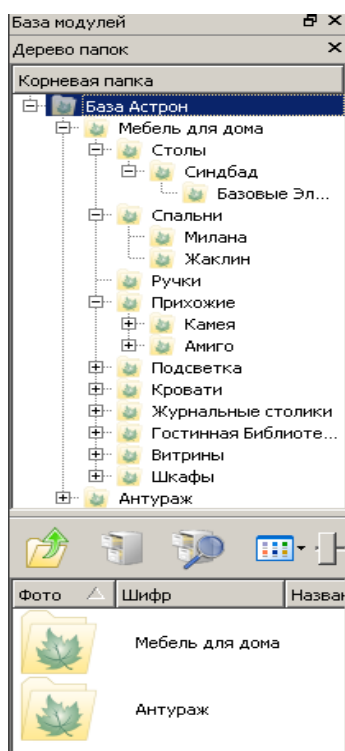 База модулей
Дерево папок
Корневая папка
База Астрон
Мебель для дома
Столы
Синдбад
Базовые Эл...
Спальни
Милана
Жаклин
Ручки
Прихожие
Камея
Амиго
Подсветка
Кровати
Журнальные столики
Гостинная Библиоте...
Витрины
Шкафы
Антураж
Фото Шифр Назван
Мебель для дома
Антураж